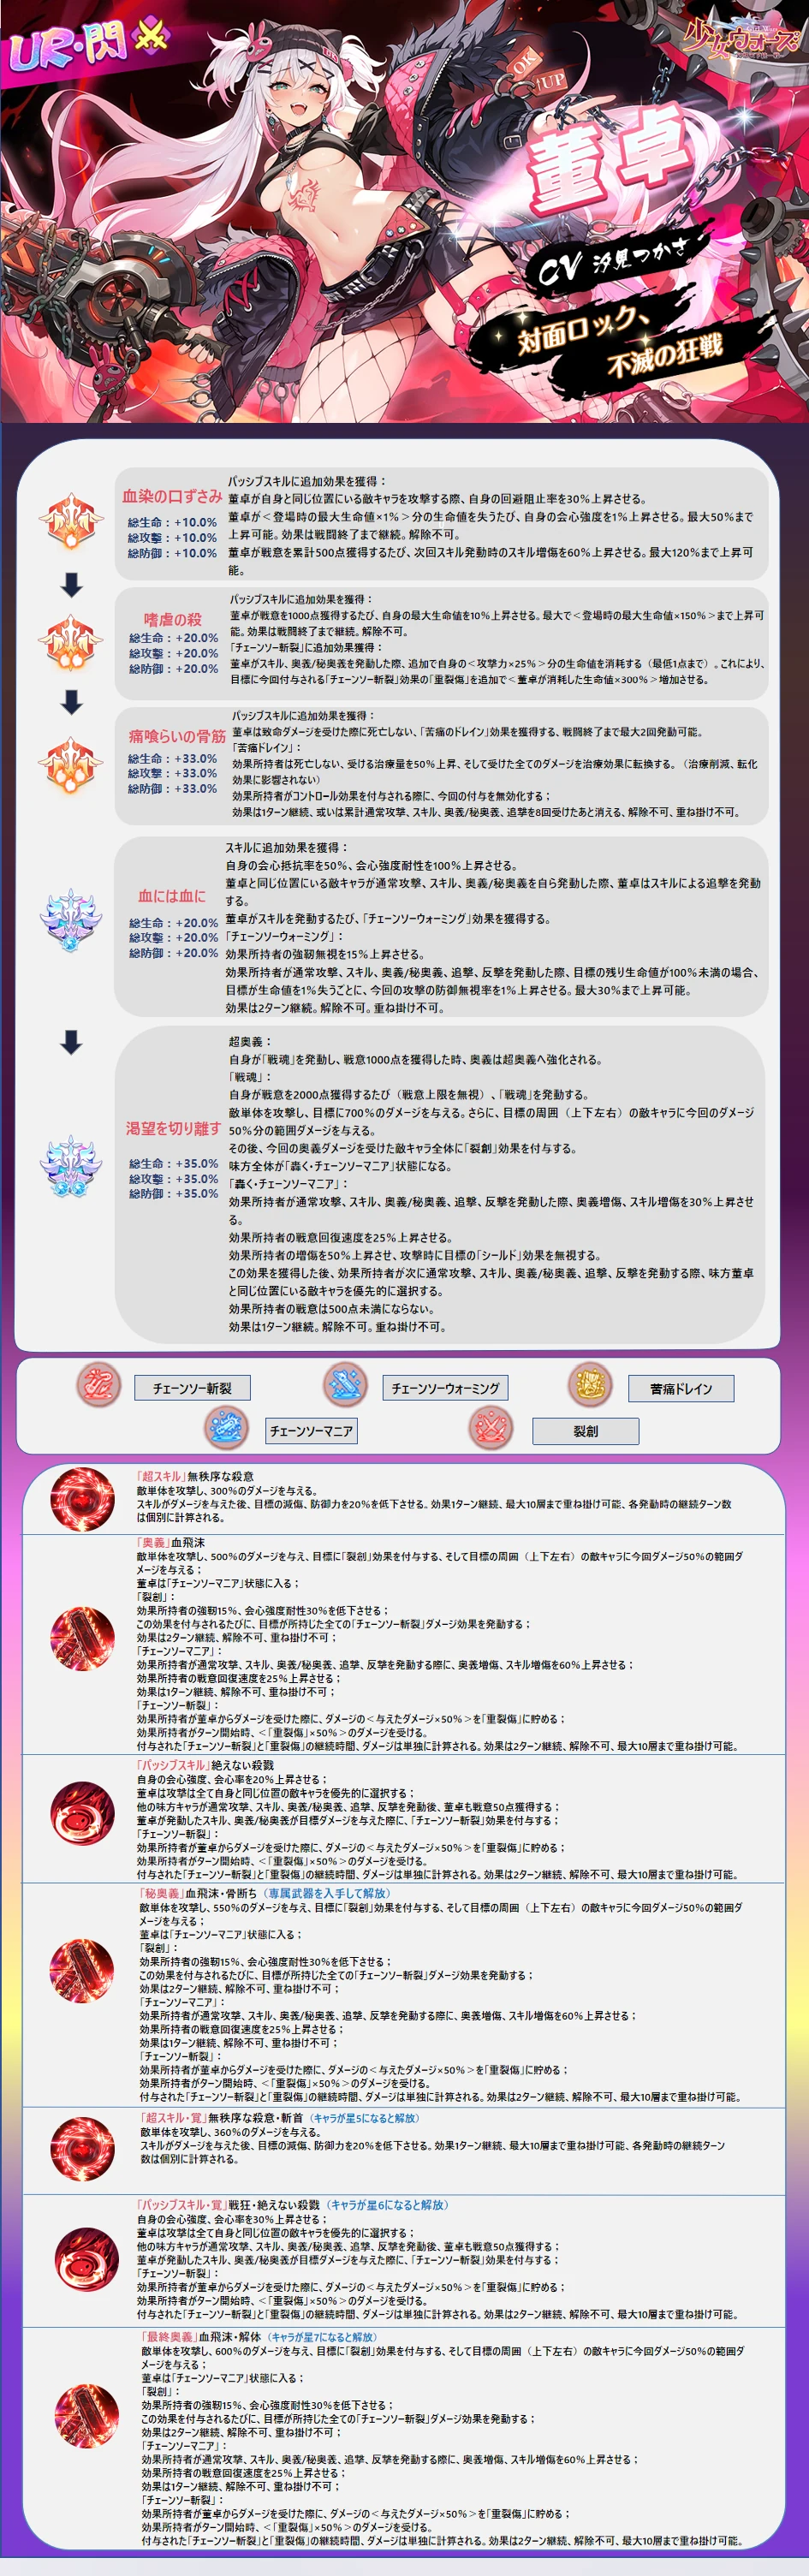 UR·閃
少女ウォーズ
OK
UP
董卓
CV 汐見つかさ
対面ロック、
不滅の狂戦
血染の口ずさみ
総生命：+10.0%
総攻撃：+10.0%
総防御：+10.0%
パッシブスキルに追加効果を獲得：
董卓が自身と同じ位置にいる敵キャラを攻撃する際、自身の回避阻止率を30％上昇させる。
董卓が＜登場時の最大生命値×1%＞分の生命値を失うたび、自身の会心強度を1%上昇させる。最大50%まで
上昇可能。効果は戦闘終了まで継続。解除不可。
董卓が戦意を累計500点獲得するたび、次回スキル発動時のスキル増傷を60%上昇させる。最大120%まで上昇可
能。
嗜虐の殺
総生命：+20.0%
総攻撃：+20.0%
総防御：+20.0%
パッシブスキルに追加効果を獲得：
董卓が戦意を1000点獲得するたび、自身の最大生命値を10%上昇させる。最大で＜登場時の最大生命値×150%＞まで上昇可
能。効果は戦闘終了まで継続。解除不可。
「チェーンソー斬裂」に追加効果獲得：
董卓がスキル、奥義/秘奥義を発動した際、追加で自身の＜攻撃力×25%＞分の生命値を消耗する（最低1点まで）。これにより、
目標に今回付与される「チェーンソー斬裂」効果の「重裂傷」を追加で＜董卓が消耗した生命値×300%＞増加させる。
痛喰らいの骨筋
総生命：+33.0%
総攻撃：+33.0%
総防御：+33.0%
パッシブスキルに追加効果を獲得：
董卓は致命ダメージを受けた際に死亡しない、「苦痛のドレイン」効果を獲得する、戦闘終了まで最大2回発動可能。
「苦痛ドレイン」：
効果所持者は死亡しない、受ける治療量を50%上昇、そして受けた全てのダメージを治療効果に転換する。（治療削減、転化
効果に影響されない）
効果所持者がコントロール効果を付与される際に、今回の付与を無効化する；
効果は1ターン継続、或いは累計通常攻撃、スキル、奥義/秘奥義、追撃を8回受けたあと消える、解除不可、重ね掛け不可。
血には血に
総生命：+20.0%
総攻撃：+20.0%
総防御：+20.0%
スキルに追加効果を獲得：
自身の会心抵抗率を50%、会心強度耐性を100%上昇させる。
董卓と同じ位置にいる敵キャラが通常攻撃、スキル、奥義/秘奥義を自ら発動した際、董卓はスキルによる追撃を発動
する。
董卓がスキルを発動するたび、「チェーンソーウォーミング」効果を獲得する。
「チェーンソーウォーミング」：
効果所持者の強靭無視を15%上昇させる。
効果所持者が通常攻撃、スキル、奥義/秘奥義、追撃、反撃を発動した際、目標の残り生命値が100%未満の場合、
目標が生命値を1%失うごとに、今回の攻撃の防御無視率を1%上昇させる。最大30%まで上昇可能。
効果は2ターン継続。解除不可。重ね掛け不可。
渇望を切り離す
総生命：+35.0%
総攻撃：+35.0%
総防御：+35.0%
超奥義：
自身が「戦魂」を発動し、戦意1000点を獲得した時、奥義は超奥義へ強化される。
「戦魂」：
自身が戦意を2000点獲得するたび（戦意上限を無視）、「戦魂」を発動する。
敵単体を攻撃し、目標に700%のダメージを与える。さらに、目標の周囲（上下左右）の敵キャラに今回のダメージ
50%分の範囲ダメージを与える。
その後、今回の奥義ダメージを受けた敵キャラ全体に「裂創」効果を付与する。
味方全体が「轟く・チェーンソーマニア」状態になる。
「轟く・チェーンソーマニア」：
効果所持者が通常攻撃、スキル、奥義/秘奥義、追撃、反撃を発動した際、奥義増傷、スキル増傷を30%上昇させ
る。
効果所持者の戦意回復速度を25%上昇させる。
効果所持者の増傷を50%上昇させ、攻撃時に目標の「シールド」効果を無視する。
この効果を獲得した後、効果所持者が次に通常攻撃、スキル、奥義/秘奥義、追撃、反撃を発動する際、味方董卓
と同じ位置にいる敵キャラを優先的に選択する。
効果所持者の戦意は500点未満にならない。
効果は1ターン継続。解除不可。重ね掛け不可。
チェーンソー斬裂
チェーンソーウォーミング
苦痛ドレイン
チェーンソーマニア
裂創
「超スキル」無秩序な殺意
敵単体を攻撃し、300%のダメージを与える。
スキルがダメージを与えた後、目標の減傷、防御力を20%を低下させる。効果1ターン継続、最大10層まで重ね掛け可能、各発動時の継続ターン数
は個別に計算される。
「奥義」血飛沫
敵単体を攻撃し、500%のダメージを与え、目標に「裂創」効果を付与する、そして目標の周囲（上下左右）の敵キャラに今回ダメージ50%の範囲ダ
メージを与える；
董卓は「チェーンソーマニア」状態に入る；
「裂創」：
効果所持者の強靭15%、会心強度耐性30%を低下させる；
この効果を付与されるたびに、目標が所持した全ての「チェーンソー斬裂」ダメージ効果を発動する；
効果は2ターン継続、解除不可、重ね掛け不可；
「チェーンソーマニア」：
効果所持者が通常攻撃、スキル、奥義/秘奥義、追撃、反撃を発動する際に、奥義増傷、スキル増傷を60%上昇させる；
効果所持者の戦意回復速度を25%上昇させる；
効果は1ターン継続、解除不可、重ね掛け不可；
「チェーンソー斬裂」：
効果所持者が董卓からダメージを受けた際に、ダメージの＜与えたダメージ×50%＞を「重裂傷」に貯める；
効果所持者がターン開始時、＜「重裂傷」×50%＞のダメージを受ける。
付与された「チェーンソー斬裂」と「重裂傷」の継続時間、ダメージは単独に計算される。効果は2ターン継続、解除不可、最大10層まで重ね掛け可能。
「パッシブスキル」絶えない殺戮
自身の会心強度、会心率を20%上昇させる；
董卓は攻撃は全て自身と同じ位置の敵キャラを優先的に選択する；
他の味方キャラが通常攻撃、スキル、奥義/秘奥義、追撃、反撃を発動後、董卓も戦意50点獲得する；
董卓が発動したスキル、奥義/秘奥義が目標ダメージを与えた際に、「チェーンソー斬裂」効果を付与する；
「チェーンソー斬裂」：
効果所持者が董卓からダメージを受けた際に、ダメージの＜与えたダメージ×50%＞を「重裂傷」に貯める；
効果所持者がターン開始時、＜「重裂傷」×50%＞のダメージを受ける。
付与された「チェーンソー斬裂」と「重裂傷」の継続時間、ダメージは単独に計算される。効果は2ターン継続、解除不可、最大10層まで重ね掛け可能。
「秘奥義」血飛沫・骨断ち（専属武器を入手して解放）
敵単体を攻撃し、550%のダメージを与え、目標に「裂創」効果を付与する、そして目標の周囲（上下左右）の敵キャラに今回ダメージ50%の範囲ダ
メージを与える；
董卓は「チェーンソーマニア」状態に入る；
「裂創」：
効果所持者の強靭15%、会心強度耐性30%を低下させる；
この効果を付与されるたびに、目標が所持した全ての「チェーンソー斬裂」ダメージ効果を発動する；
効果は2ターン継続、解除不可、重ね掛け不可；
「チェーンソーマニア」：
効果所持者が通常攻撃、スキル、奥義/秘奥義、追撃、反撃を発動する際に、奥義増傷、スキル増傷を60%上昇させる；
効果所持者の戦意回復速度を25%上昇させる；
効果は1ターン継続、解除不可、重ね掛け不可；
「チェーンソー斬裂」：
効果所持者が董卓からダメージを受けた際に、ダメージの＜与えたダメージ×50%＞を「重裂傷」に貯める；
効果所持者がターン開始時、＜「重裂傷」×50%＞のダメージを受ける。
付与された「チェーンソー斬裂」と「重裂傷」の継続時間、ダメージは単独に計算される。効果は2ターン継続、解除不可、最大10層まで重ね掛け可能。
「超スキル・覚」無秩序な殺意・斬首（キャラが星5になると解放）
敵単体を攻撃し、360%のダメージを与える。
スキルがダメージを与えた後、目標の減傷、防御力を20%を低下させる。効果1ターン継続、最大10層まで重ね掛け可能、各発動時の継続ターン
数は個別に計算される。
「パッシブスキル・覚」戦狂・絶えない殺戮（キャラが星6になると解放）
自身の会心強度、会心率を30%上昇させる；
董卓は攻撃は全て自身と同じ位置の敵キャラを優先的に選択する；
他の味方キャラが通常攻撃、スキル、奥義/秘奥義、追撃、反撃を発動後、董卓も戦意50点獲得する；
董卓が発動したスキル、奥義/秘奥義が目標ダメージを与えた際に、「チェーンソー斬裂」効果を付与する；
「チェーンソー斬裂」：
効果所持者が董卓からダメージを受けた際に、ダメージの＜与えたダメージ×50%＞を「重裂傷」に貯める；
効果所持者がターン開始時、＜「重裂傷」×50%＞のダメージを受ける。
付与された「チェーンソー斬裂」と「重裂傷」の継続時間、ダメージは単独に計算される。効果は2ターン継続、解除不可、最大10層まで重ね掛け可能。
「最終奥義」血飛沫・解体（キャラが星7になると解放）
敵単体を攻撃し、600%のダメージを与え、目標に「裂創」効果を付与する、そして目標の周囲（上下左右）の敵キャラに今回ダメージ50%の範囲ダ
メージを与える；
董卓は「チェーンソーマニア」状態に入る；
「裂創」：
効果所持者の強靭15%、会心強度耐性30%を低下させる；
この効果を付与されるたびに、目標が所持した全ての「チェーンソー斬裂」ダメージ効果を発動する；
効果は2ターン継続、解除不可、重ね掛け不可；
「チェーンソーマニア」：
効果所持者が通常攻撃、スキル、奥義/秘奥義、追撃、反撃を発動する際に、奥義増傷、スキル増傷を60%上昇させる；
効果所持者の戦意回復速度を25%上昇させる；
効果は1ターン継続、解除不可、重ね掛け不可；
「チェーンソー斬裂」：
効果所持者が董卓からダメージを受けた際に、ダメージの＜与えたダメージ×50%＞を「重裂傷」に貯める；
効果所持者がターン開始時、＜「重裂傷」×50%＞のダメージを受ける。
付与された「チェーンソー斬裂」と「重裂傷」の継続時間、ダメージは単独に計算される。効果は2ターン継続、解除不可、最大10層まで重ね掛け可能。